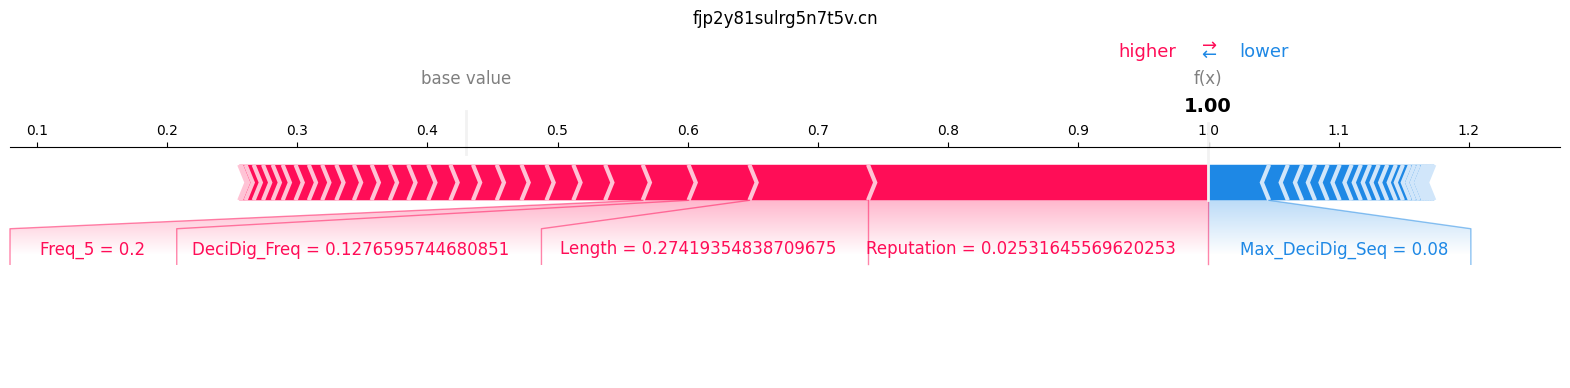 fjp2y81sulrg5n7t5v.cn
higher → ← lower
base value f(x)
1.00
0.1 0.2 0.3 0.4 0.5 0.6 0.7 0.8 0.9 1.0 1.1 1.2
Freq_5 = 0.2 DeciDig_Freq = 0.1276595744680851 Length = 0.27419354838709675 Reputation = 0.02531645569620253 Max_DeciDig_Seq = 0.08